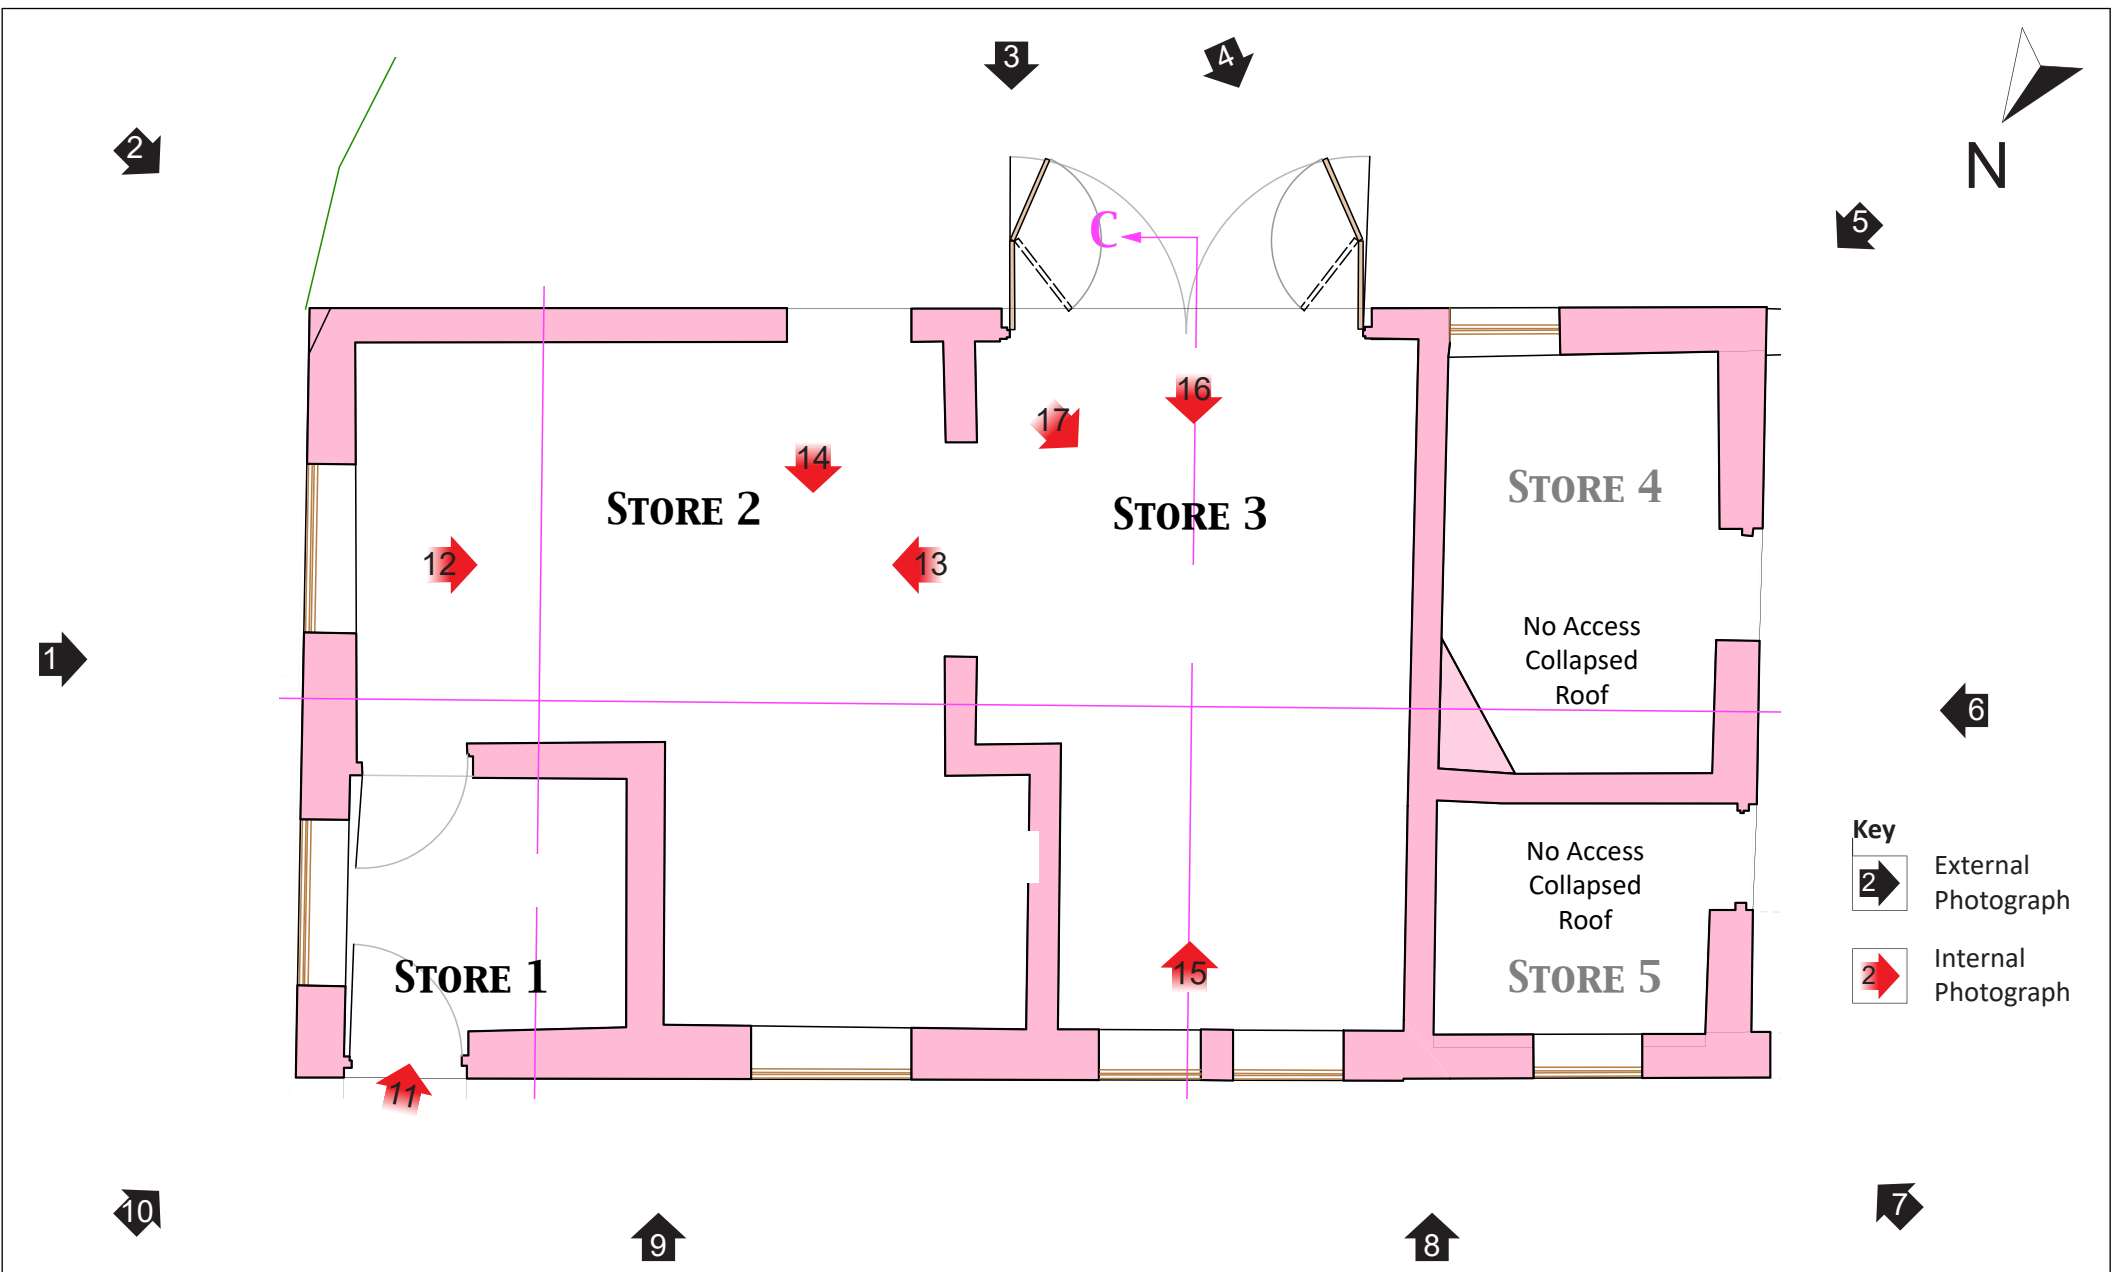 3
4
2
N
5
C
16
17
14
STORE 4
STORE 2
STORE 3
12
13
No Access
Collapsed
Roof
1
6
Key
No Access
Collapsed
Roof
2
External
Photograph
STORE 1
15
STORE 5
2
Internal
Photograph
11
10
9
8
7